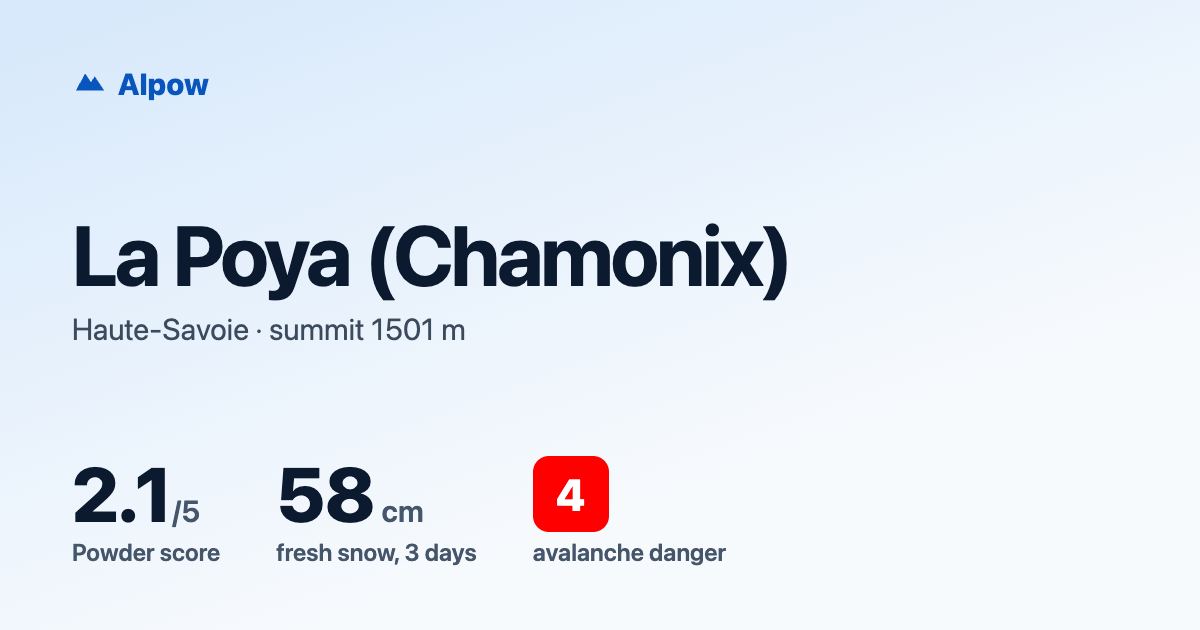 Alpow
La Poya (Chamonix)
Haute-Savoie · summit 1501 m
2.1/5 58 cm 4
Powder score fresh snow, 3 days avalanche danger